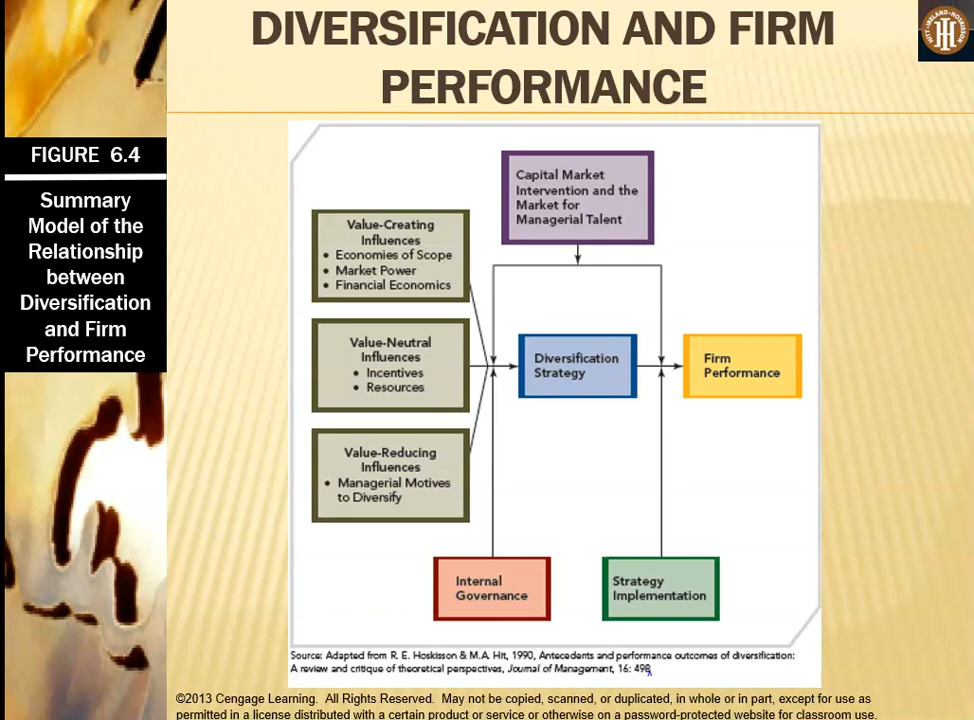 DIVERSIFICATION AND FIRM
PERFORMANCE
HITT • IRELAND • HOSKISSON
FIGURE 6.4
Summary
Model of the
Relationship
between
Diversification
and Firm
Performance
Capital Market
Intervention and the
Market for
Managerial Talent
Value-Creating
Influences
• Economies of Scope
• Market Power
• Financial Economics
Value-Neutral
Influences
• Incentives
• Resources
Value-Reducing
Influences
• Managerial Motives
to Diversify
Diversification
Strategy
Firm
Performance
Internal
Governance
Strategy
Implementation
Source: Adapted from R. E. Hoskisson & M.A. Hit, 1990, Antecedents and performance outcomes of diversification:
A review and critique of theoretical perspectives, Journal of Management, 16: 498.
©2013 Cengage Learning. All Rights Reserved. May not be copied, scanned, or duplicated, in whole or in part, except for use as
permitted in a license distributed with a certain product or service or otherwise on a password-protected website for classroom use.